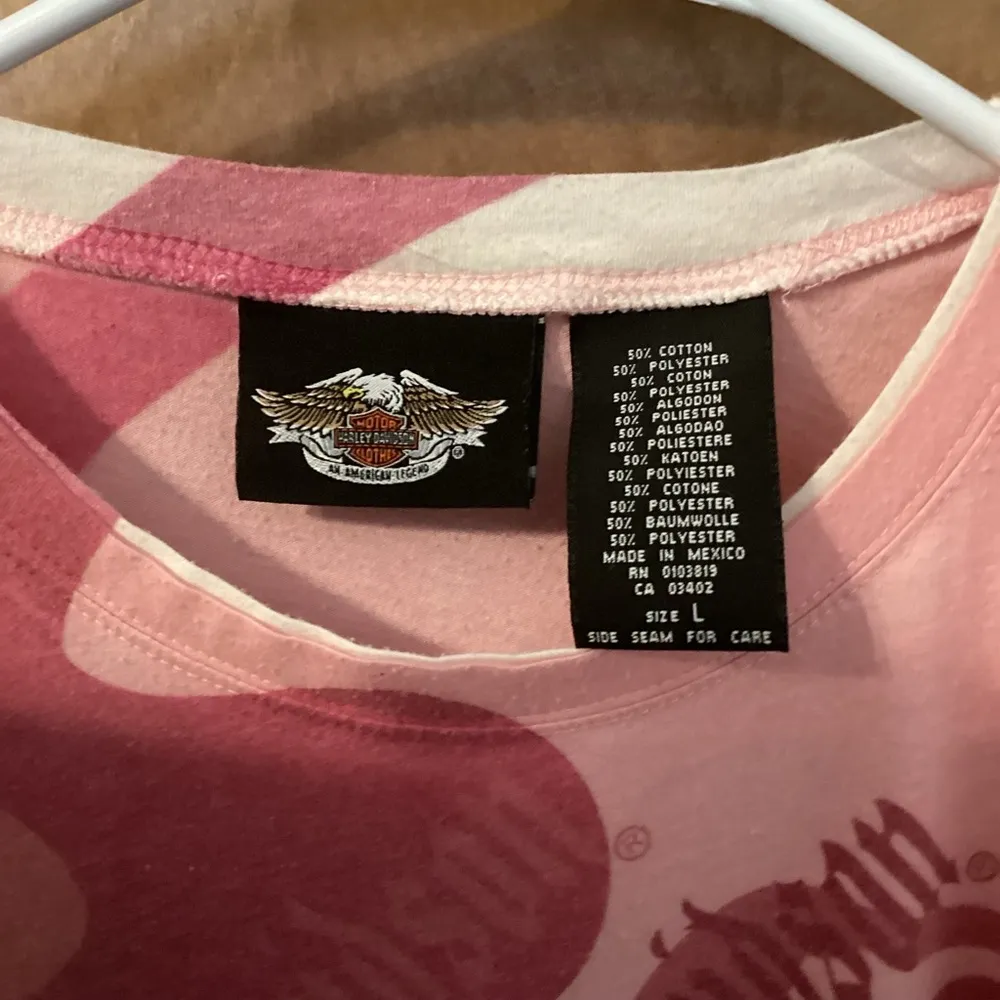 MOTOR
HARLEY-DAVIDSON
CLOTHES
AN AMERICAN LEGEND
®
50% COTTON
50% POLYESTER
50% COTON
50% POLYESTER
50% ALGODON
50% POLIESTER
50% ALGODAO
50% POLIESTERE
50% KATOEN
50% POLYIESTER
50% COTONE
50% POLYESTER
50% BAUMWOLLE
50% POLYESTER
MADE IN MEXICO
RN 0103819
CA 03402
SIZE L
SIDE SEAM FOR CARE
®
®